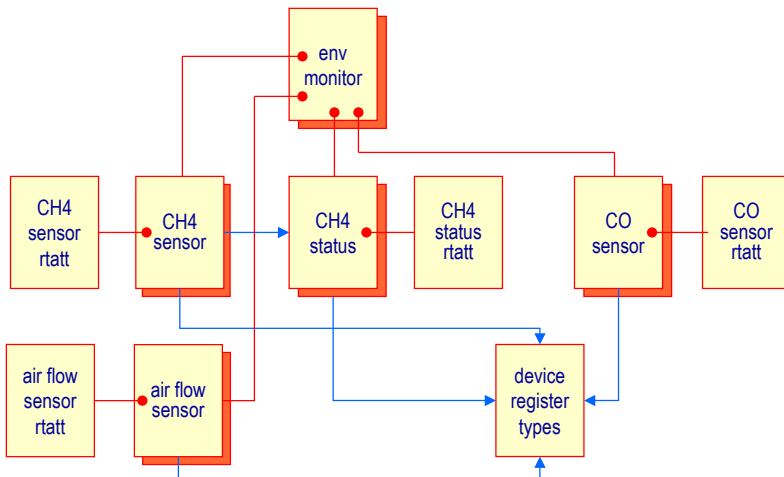 env
monitor
CH4
sensor
rtatt
CH4
sensor
CH4
status
CH4
status
rtatt
CO
sensor
CO
sensor
rtatt
air flow
sensor
rtatt
air flow
sensor
device
register
types